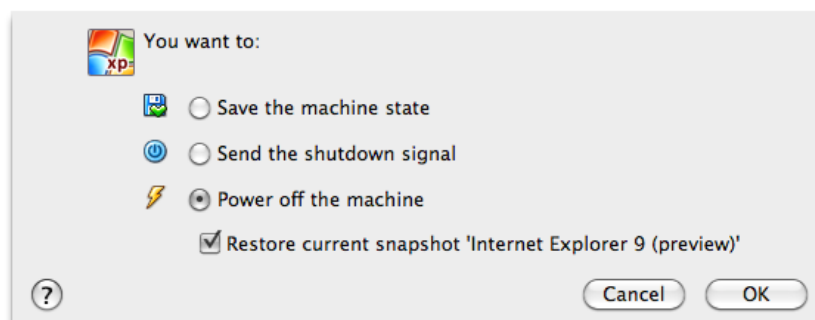 You want to:
xp
Save the machine state
Send the shutdown signal
Power off the machine
Restore current snapshot 'Internet Explorer 9 (preview)'
?
Cancel
OK